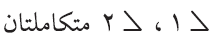 ∠ ١ ، ∠ ٢ متكاملتان